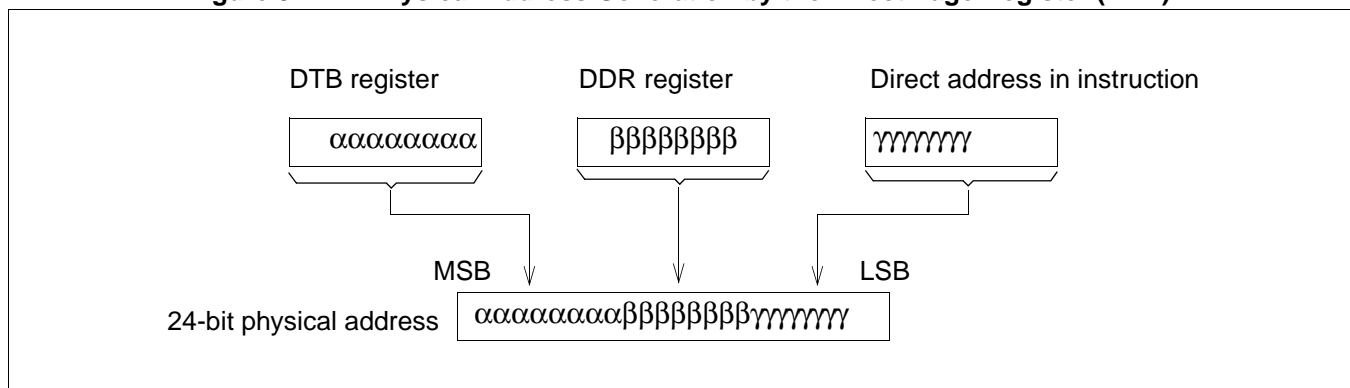 DTB register
DDR register
Direct address in instruction
αααααααα
ββββββββ
γγγγγγγγ
MSB
LSB
24-bit physical address
ααααααααββββββββγγγγγγγγ